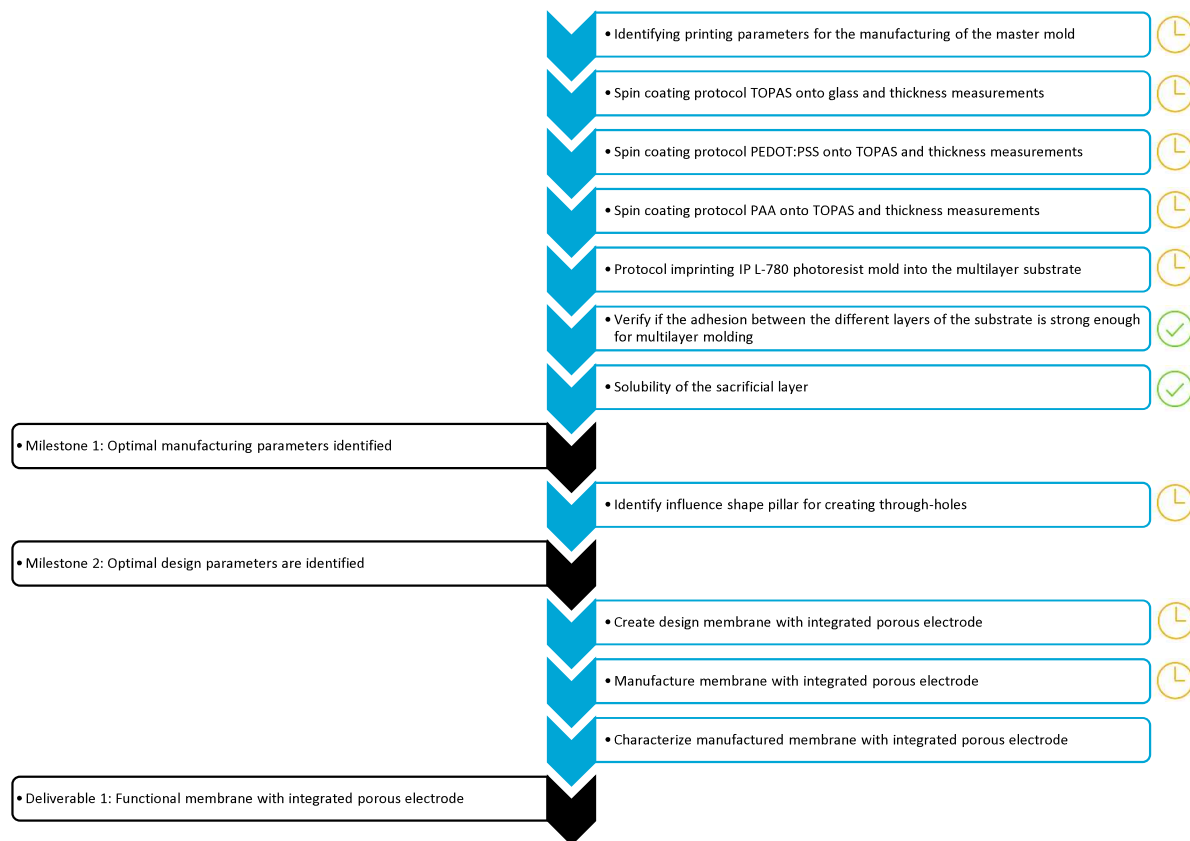 • Identifying printing parameters for the manufacturing of the master mold
• Spin coating protocol TOPAS onto glass and thickness measurements
• Spin coating protocol PEDOT:PSS onto TOPAS and thickness measurements
• Spin coating protocol PAA onto TOPAS and thickness measurements
• Protocol imprinting IP L-780 photoresist mold into the multilayer substrate
• Verify if the adhesion between the different layers of the substrate is strong enough
for multilayer molding
• Solubility of the sacrificial layer
• Milestone 1: Optimal manufacturing parameters identified
• Identify influence shape pillar for creating through-holes
• Milestone 2: Optimal design parameters are identified
• Create design membrane with integrated porous electrode
• Manufacture membrane with integrated porous electrode
• Characterize manufactured membrane with integrated porous electrode
• Deliverable 1: Functional membrane with integrated porous electrode